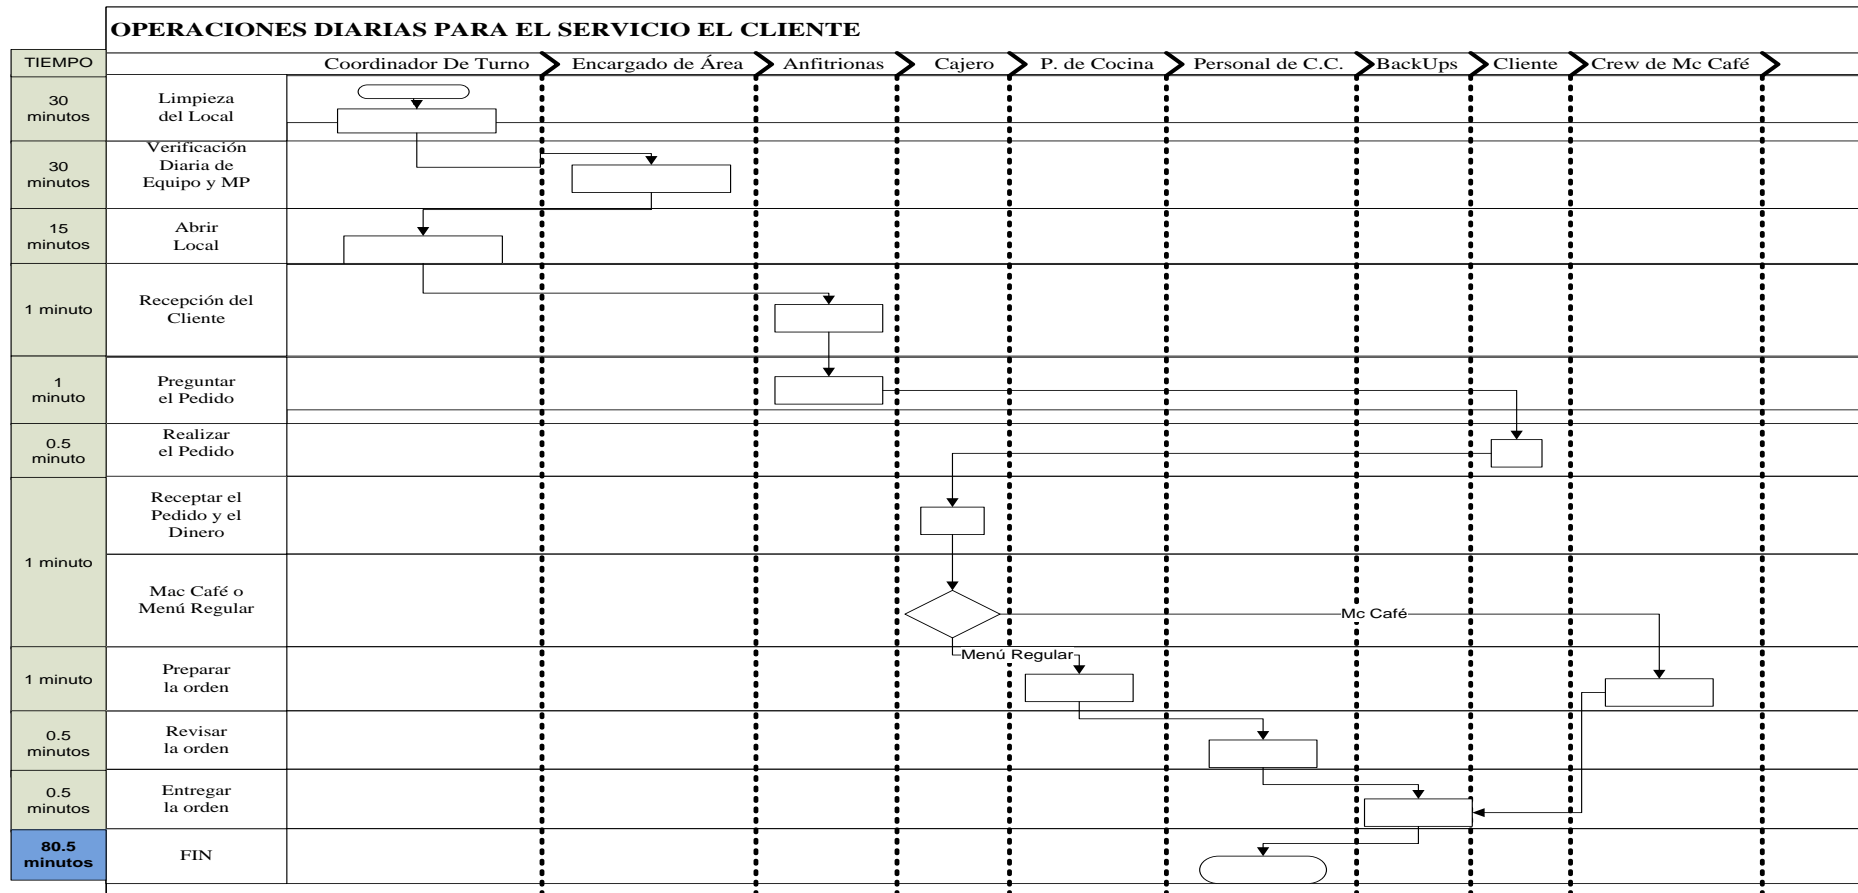 OPERACIONES DIARIAS PARA EL SERVICIO EL CLIENTE
TIEMPO
Coordinador De Turno
Encargado de Área
Anfitrionas
Cajero
P. de Cocina
Personal de C.C.
BackUps
Cliente
Crew de Mc Café
30
minutos
Limpieza
del Local
30
minutos
Verificación
Diaria de
Equipo y MP
15
minutos
Abrir
Local
1 minuto
Recepción del
Cliente
1
minuto
Preguntar
el Pedido
0.5
minuto
Realizar
el Pedido
1 minuto
Receptar el
Pedido y el
Dinero
Mac Café o
Menú Regular
Mc Café
Menú Regular
1 minuto
Preparar
la orden
0.5
minutos
Revisar
la orden
0.5
minutos
Entregar
la orden
80.5
minutos
FIN